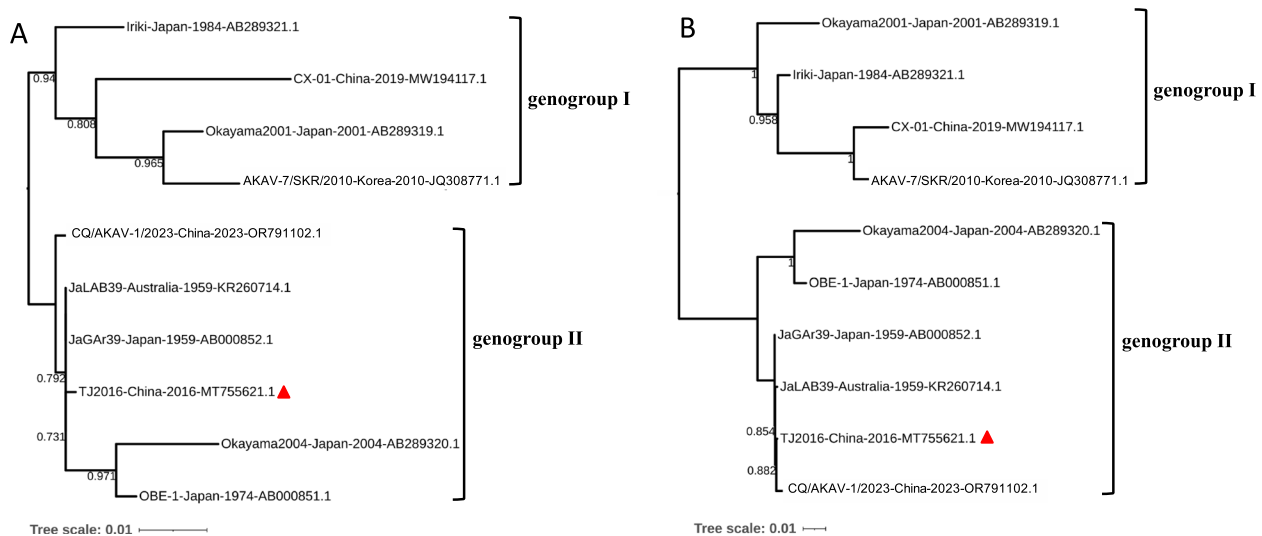 A
Iriki-Japan-1984-AB289321.1
0.94
CX-01-China-2019-MW194117.1
genogroup I
0.808
Okayama2001-Japan-2001-AB289319.1
0.965
AKAV-7/SKR/2010-Korea-2010-JQ308771.1
CQ/AKAV-1/2023-China-2023-OR791102.1
JaLAB39-Australia-1959-KR260714.1
JaGAr39-Japan-1959-AB000852.1
genogroup II
0.792
TJ2016-China-2016-MT755621.1
0.731
Okayama2004-Japan-2004-AB289320.1
0.971
OBE-1-Japan-1974-AB000851.1
Tree scale: 0.01
B
Okayama2001-Japan-2001-AB289319.1
1
Iriki-Japan-1984-AB289321.1
genogroup I
0.958
CX-01-China-2019-MW194117.1
1
AKAV-7/SKR/2010-Korea-2010-JQ308771.1
Okayama2004-Japan-2004-AB289320.1
1
OBE-1-Japan-1974-AB000851.1
JaGAr39-Japan-1959-AB000852.1
genogroup II
JaLAB39-Australia-1959-KR260714.1
0.854
TJ2016-China-2016-MT755621.1
0.882
CQ/AKAV-1/2023-China-2023-OR791102.1
Tree scale: 0.01